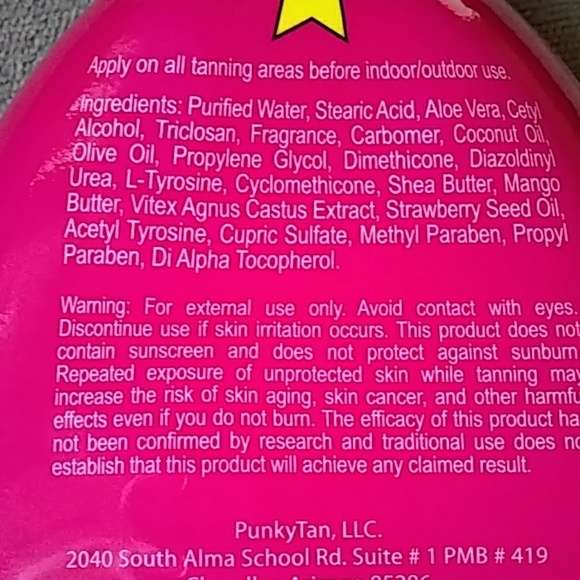 Apply on all tanning areas before indoor/outdoor use.
Ingredients: Purified Water, Stearic Acid, Aloe Vera, Cetyl
Alcohol, Triclosan, Fragrance, Carbomer, Coconut Oil,
Olive Oil, Propylene Glycol, Dimethicone, Diazoldinyl
Urea, L-Tyrosine, Cyclomethicone, Shea Butter, Mango
Butter, Vitex Agnus Castus Extract, Strawberry Seed Oil,
Acetyl Tyrosine, Cupric Sulfate, Methyl Paraben, Propyl
Paraben, Di Alpha Tocopherol.
Warning: For external use only. Avoid contact with eyes.
Discontinue use if skin irritation occurs. This product does not
contain sunscreen and does not protect against sunburn
Repeated exposure of unprotected skin while tanning may
increase the risk of skin aging, skin cancer, and other harmfu
effects even if you do not burn. The efficacy of this product ha
not been confirmed by research and traditional use does no
establish that this product will achieve any claimed result.
PunkyTan, LLC.
2040 South Alma School Rd. Suite # 1 PMB # 419